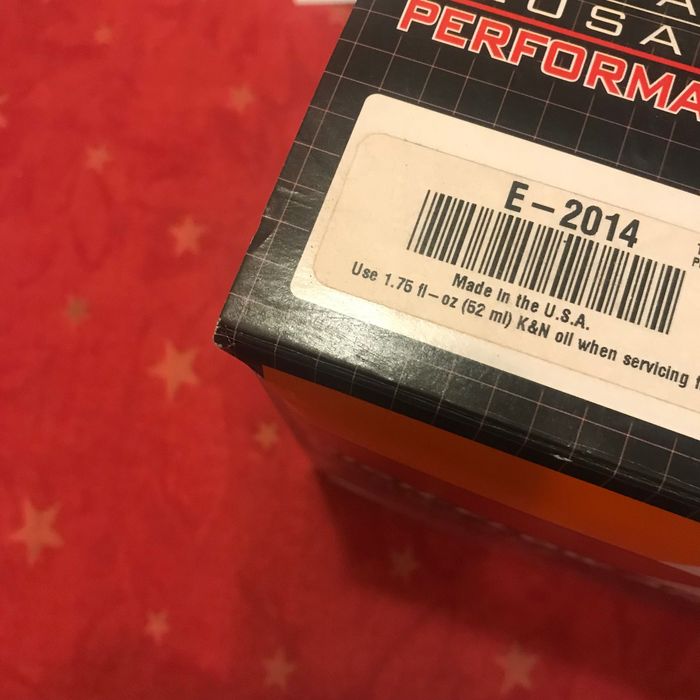 USA
PERFORMA
E-2014
Made in the U.S.A.
Use 1.75 fl-oz (52 ml) K&N oil when servicing